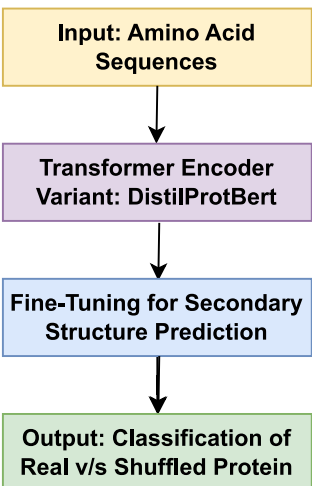 Input: Amino Acid
Sequences
Transformer Encoder
Variant: DistilProtBert
Fine-Tuning for Secondary
Structure Prediction
Output: Classification of
Real v/s Shuffled Protein